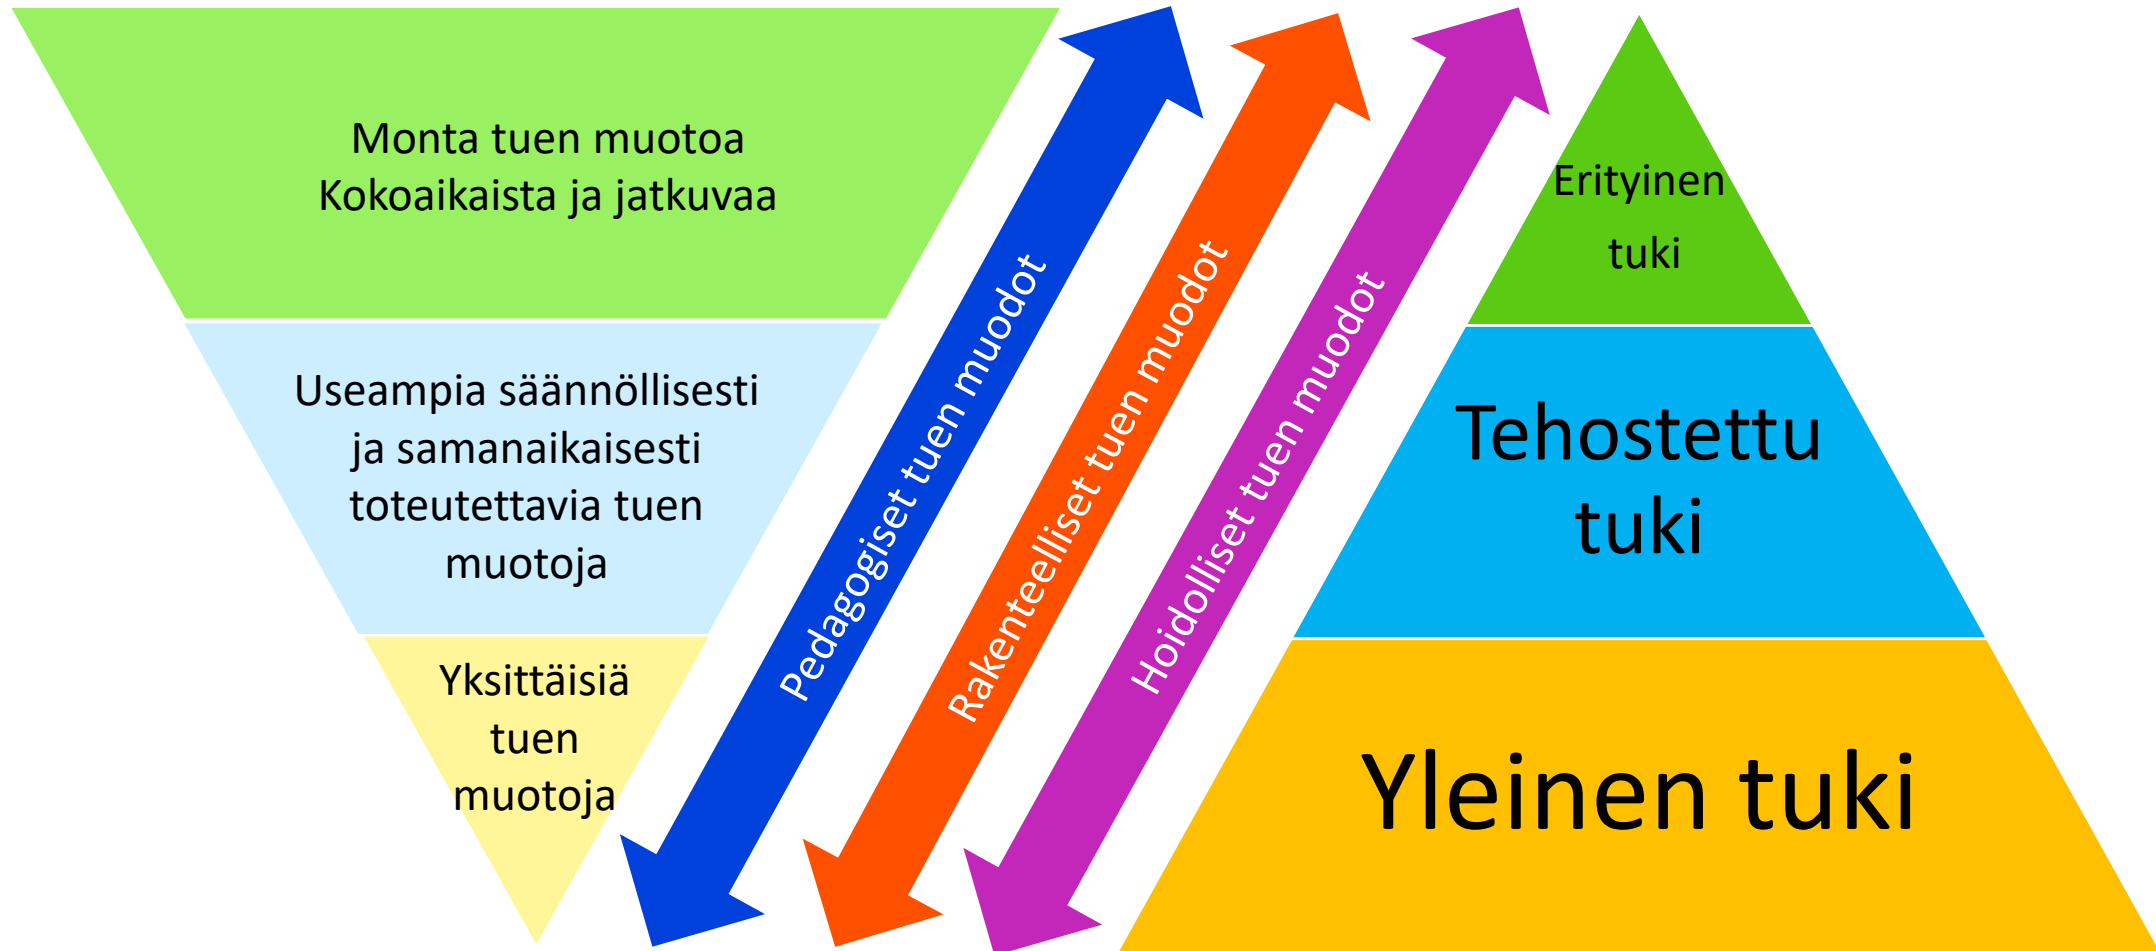 Monta tuen muotoa
Kokoaikaista ja jatkuvaa
Useampia säännöllisesti
ja samanaikaisesti
toteutettavia tuen
muotoja
Yksittäisiä
tuen
muotoja
Pedagogiset tuen muodot
Rakenteelliset tuen muodot
Hoidolliset tuen muodot
Erityinen
tuki
Tehostettu
tuki
Yleinen tuki